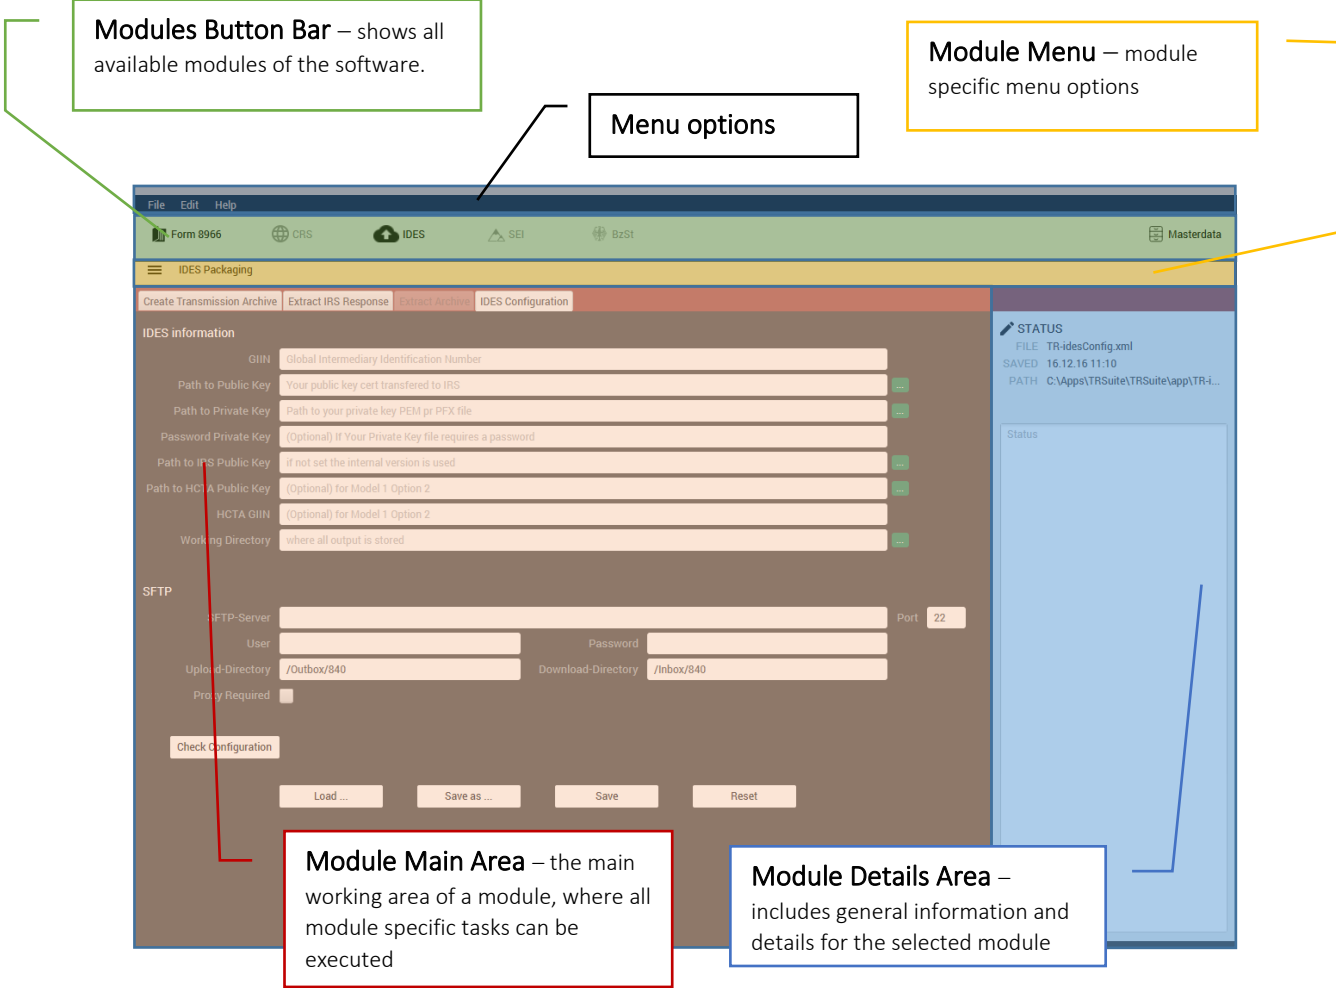 Modules Button Bar – shows all
available modules of the software.
Module Menu – module
specific menu options
Menu options
File Edit Help
Form 8966 CRS IDES SEI BzSt Masterdata
IDES Packaging
Create Transmission Archive Extract IRS Response Extract Archive IDES Configuration
IDES information
GIIN Global Intermediary Identification Number
Path to Public Key Your public key cert transfered to IRS ...
Path to Private Key Path to your private key PEM pr PFX file ...
Password Private Key (Optional) If Your Private Key file requires a password
Path to IRS Public Key if not set the internal version is used ...
Path to HCTA Public Key (Optional) for Model 1 Option 2 ...
HCTA GIIN (Optional) for Model 1 Option 2
Working Directory where all output is stored ...
SFTP
SFTP-Server Port 22
User Password
Upload-Directory /Outbox/840 Download-Directory /Inbox/840
Proxy Required
Check Configuration
Load ... Save as ... Save Reset
STATUS
FILE TR-idesConfig.xml
SAVED 16.12.16 11:10
PATH C:\Apps\TRSuite\TRSuite\app\TR-i...
Status
Module Main Area – the main
working area of a module, where all
module specific tasks can be
executed
Module Details Area –
includes general information and
details for the selected module